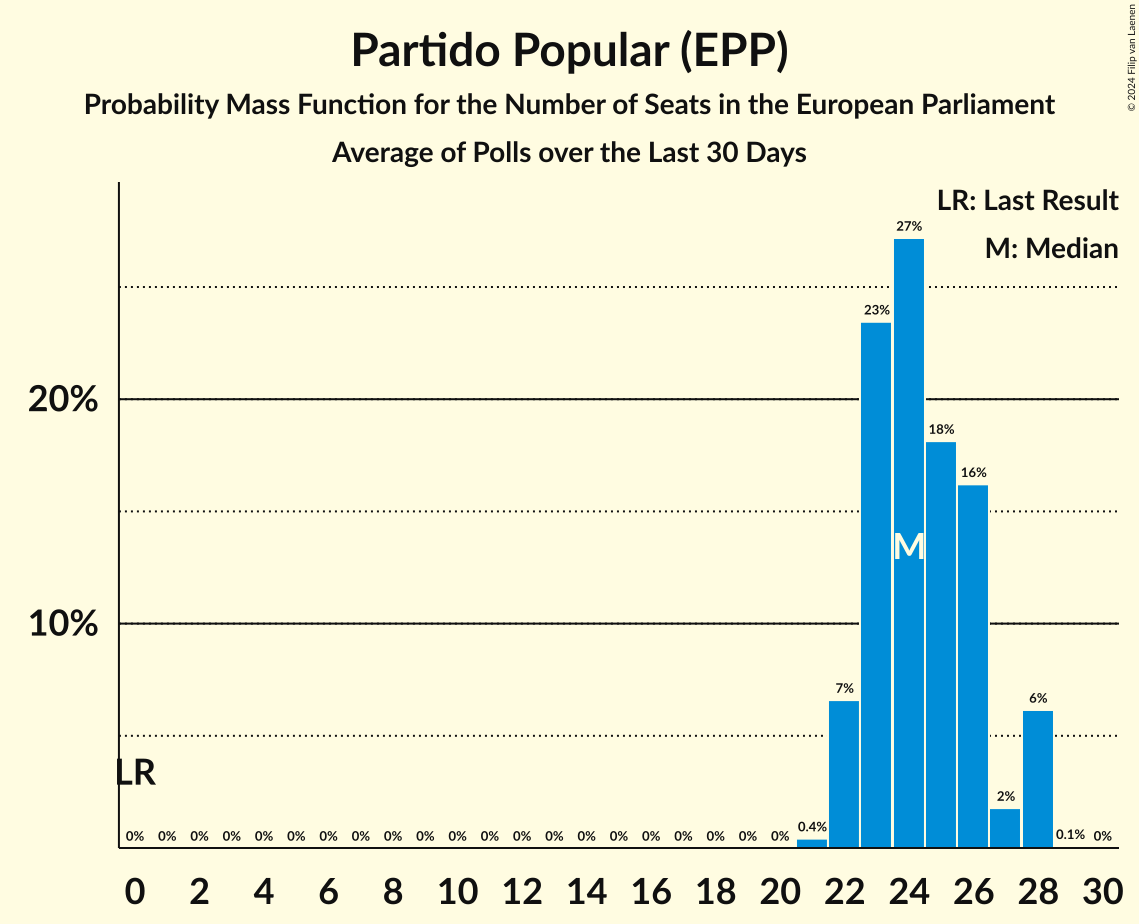 Partido Popular (EPP)
Probability Mass Function for the Number of Seats in the European Parliament
Average of Polls over the Last 30 Days
© 2024 Filip van Laenen
LR: Last Result
M: Median
20%
10%
LR
M
0% 0% 0% 0% 0% 0% 0% 0% 0% 0% 0% 0% 0% 0% 0% 0% 0% 0% 0% 0% 0% 0.4% 7% 23% 27% 18% 16% 2% 6% 0.1% 0%
0 2 4 6 8 10 12 14 16 18 20 22 24 26 28 30